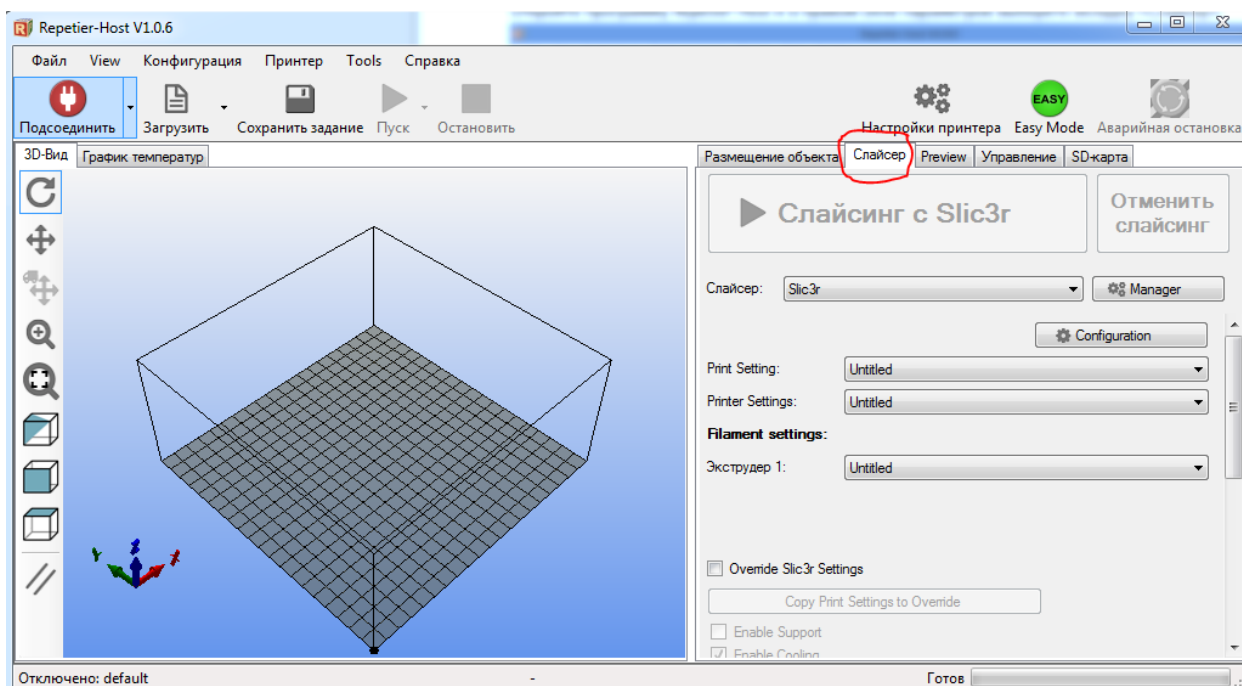 Repetier-Host V1.0.6
Файл View Конфигурация Принтер Tools Справка
EASY
Подсоединить Загрузить Сохранить задание Пуск Остановить Настройки принтера Easy Mode Аварийная остановка
3D-Вид График температур Размещение объекта Слайсер Preview Управление SD-карта
Слайсинг с Slic3r
Отменить
слайсинг
Слайсер: Slic3r Manager
Configuration
Print Setting: Untitled
Printer Settings: Untitled
Filament settings:
Экструдер 1: Untitled
Override Slic3r Settings
Copy Print Settings to Override
Enable Support
Enable Cooling
Отключено: default - Готов